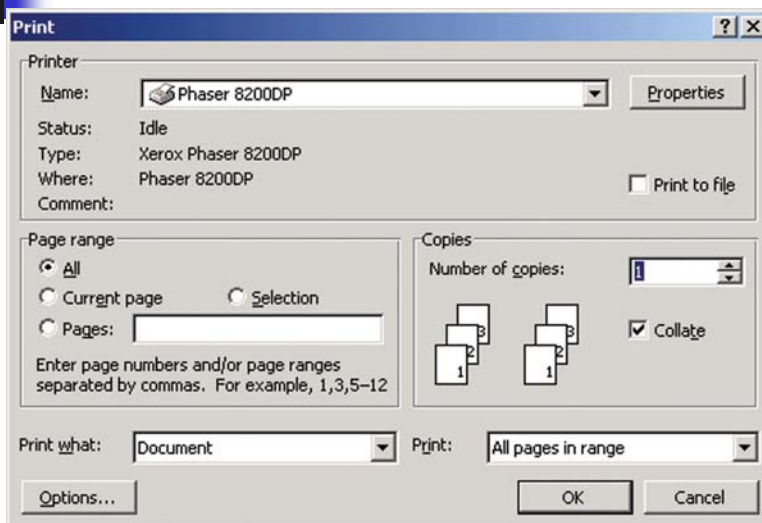 Print
Printer
Name: Phaser 8200DP Properties
Status: Idle
Type: Xerox Phaser 8200DP
Where: Phaser 8200DP Print to file
Comment:
Page range
All
Current page Selection
Pages:
Enter page numbers and/or page ranges
separated by commas. For example, 1,3,5–12
Copies
Number of copies: 1
3 3
2 2
1 1
Collate
Print what: Document Print: All pages in range
Options... OK Cancel